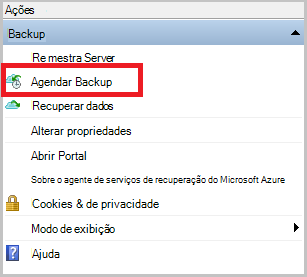 Ações
Backup
Re mestra Server
Agendar Backup
Recuperar dados
Alterar propriedades
Abrir Portal
Sobre o agente de serviços de recuperação do Microsoft Azure
Cookies & de privacidade
Modo de exibição
Ajuda